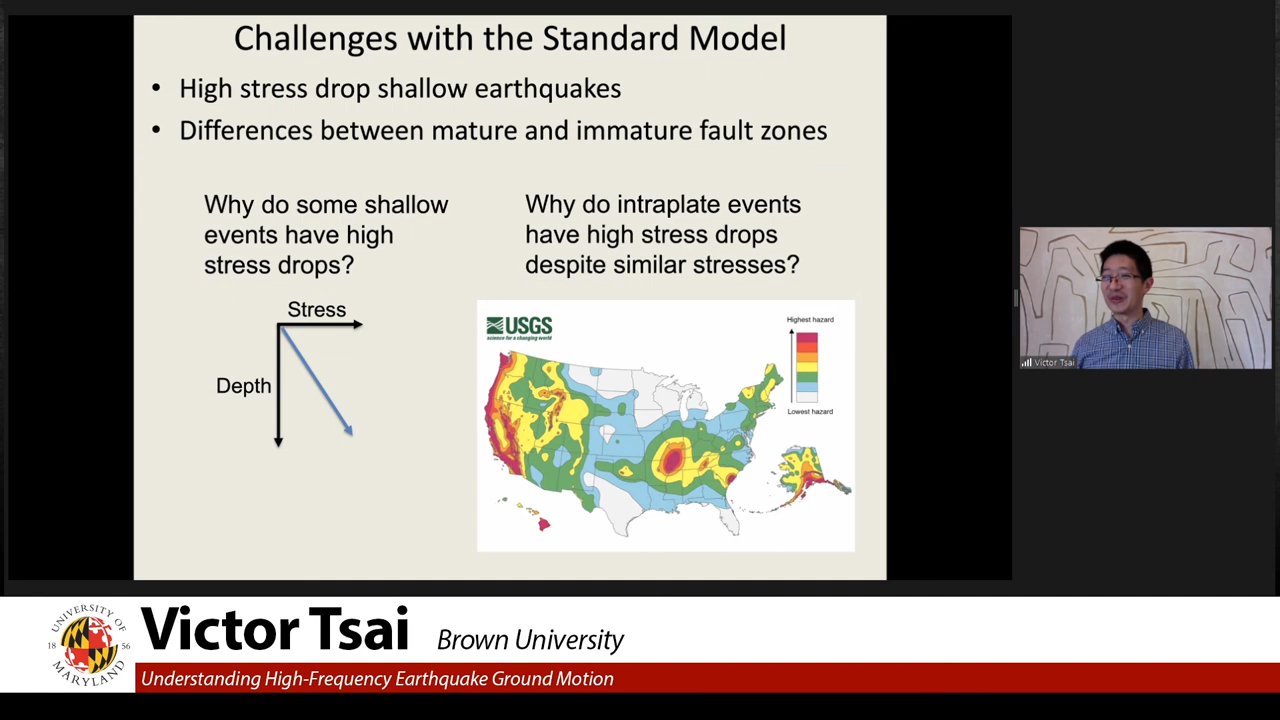 Challenges with the Standard Model
• High stress drop shallow earthquakes
• Differences between mature and immature fault zones
Why do some shallow
events have high
stress drops?
Why do intraplate events
have high stress drops
despite similar stresses?
Stress
Depth
USGS
science for a changing world
Highest hazard
Lowest hazard
Victor Tsai
UNIVERSITY OF
18 56
MARYLAND
Victor Tsai Brown University
Understanding High-Frequency Earthquake Ground Motion